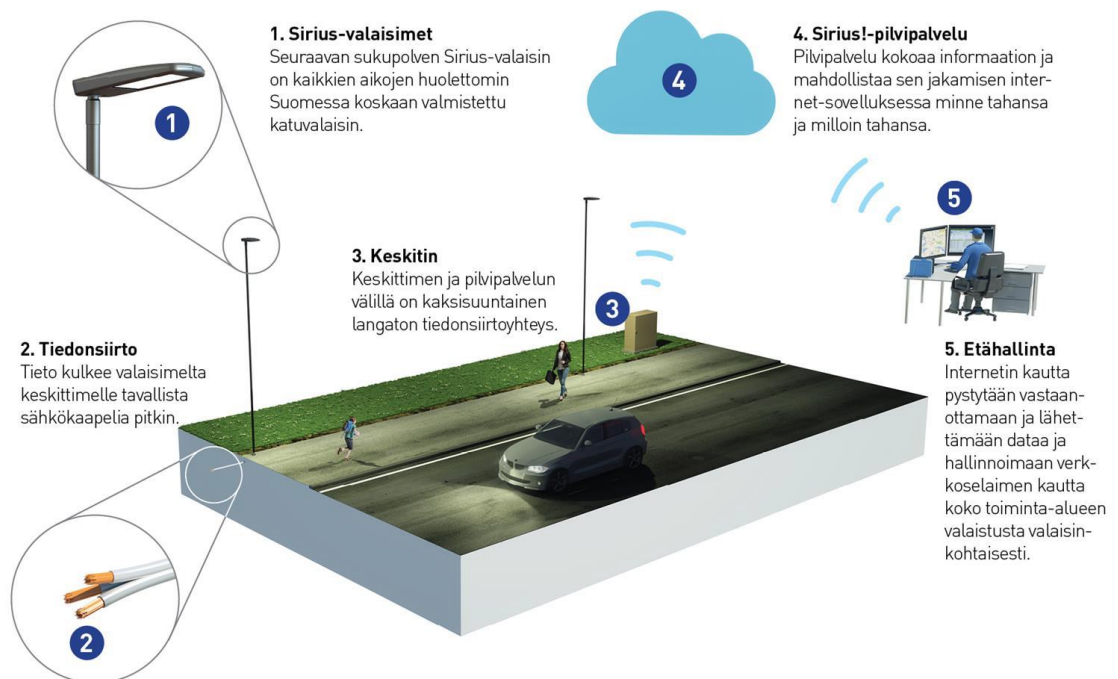 1. Sirius-valaisimet
Seuraavan sukupolven Sirius-valaisin
on kaikkien aikojen huolettomin
Suomessa koskaan valmistettu
katuvalaisin.
1
4
4. Sirius!-pilvipalvelu
Pilvipalvelu kokoaa informaation ja
mahdollistaa sen jakamisen inter-
net-sovelluksessa minne tahansa
ja milloin tahansa.
5
3. Keskitin
Keskittimen ja pilvipalvelun
välillä on kaksisuuntainen
langaton tiedonsiirtoyhteys.
3
2. Tiedonsiirto
Tieto kulkee valaisimelta
keskittimelle tavallista
sähkökaapelia pitkin.
2
5. Etähallinta
Internetin kautta
pystytään vastaan-
ottamaan ja lähet-
tämään dataa ja
hallinnoimaan verk-
koselaimen kautta
koko toiminta-alueen
valaistusta valaisin-
kohtaisesti.